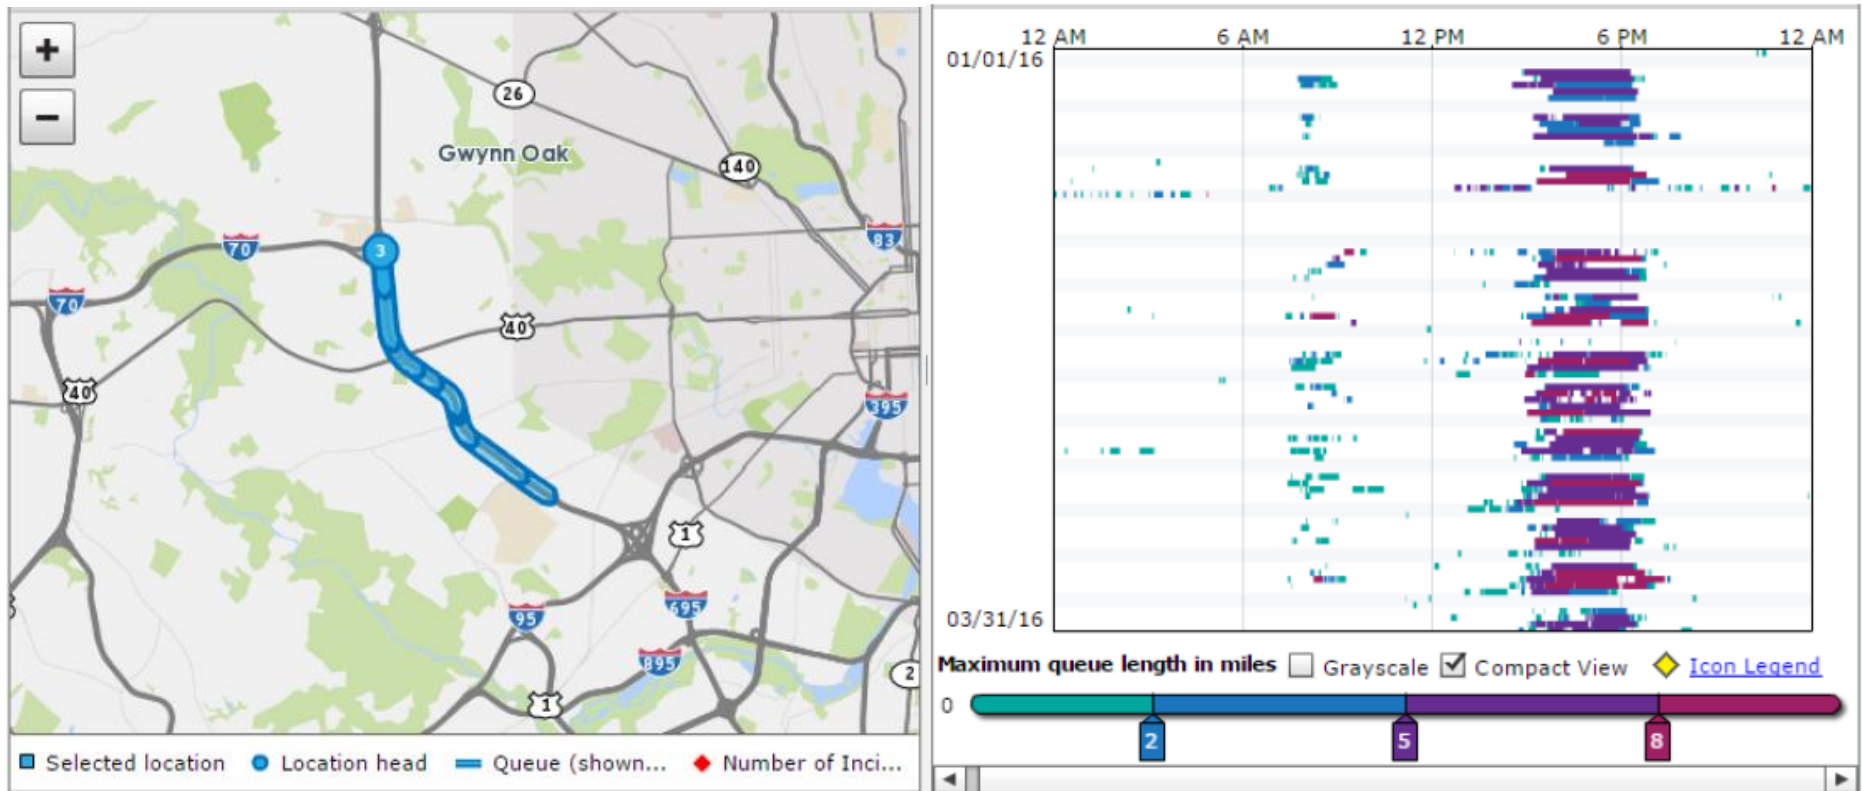 +
−
26
Gwynn Oak
140
83
70
3
70
40
40
395
1
695
95
895
1
2
Selected location
Location head
Queue (shown...
Number of Inci...
12 AM 6 AM 12 PM 6 PM 12 AM
01/01/16
03/31/16
Maximum queue length in miles
Grayscale
Compact View
Icon Legend
0
2 5 8